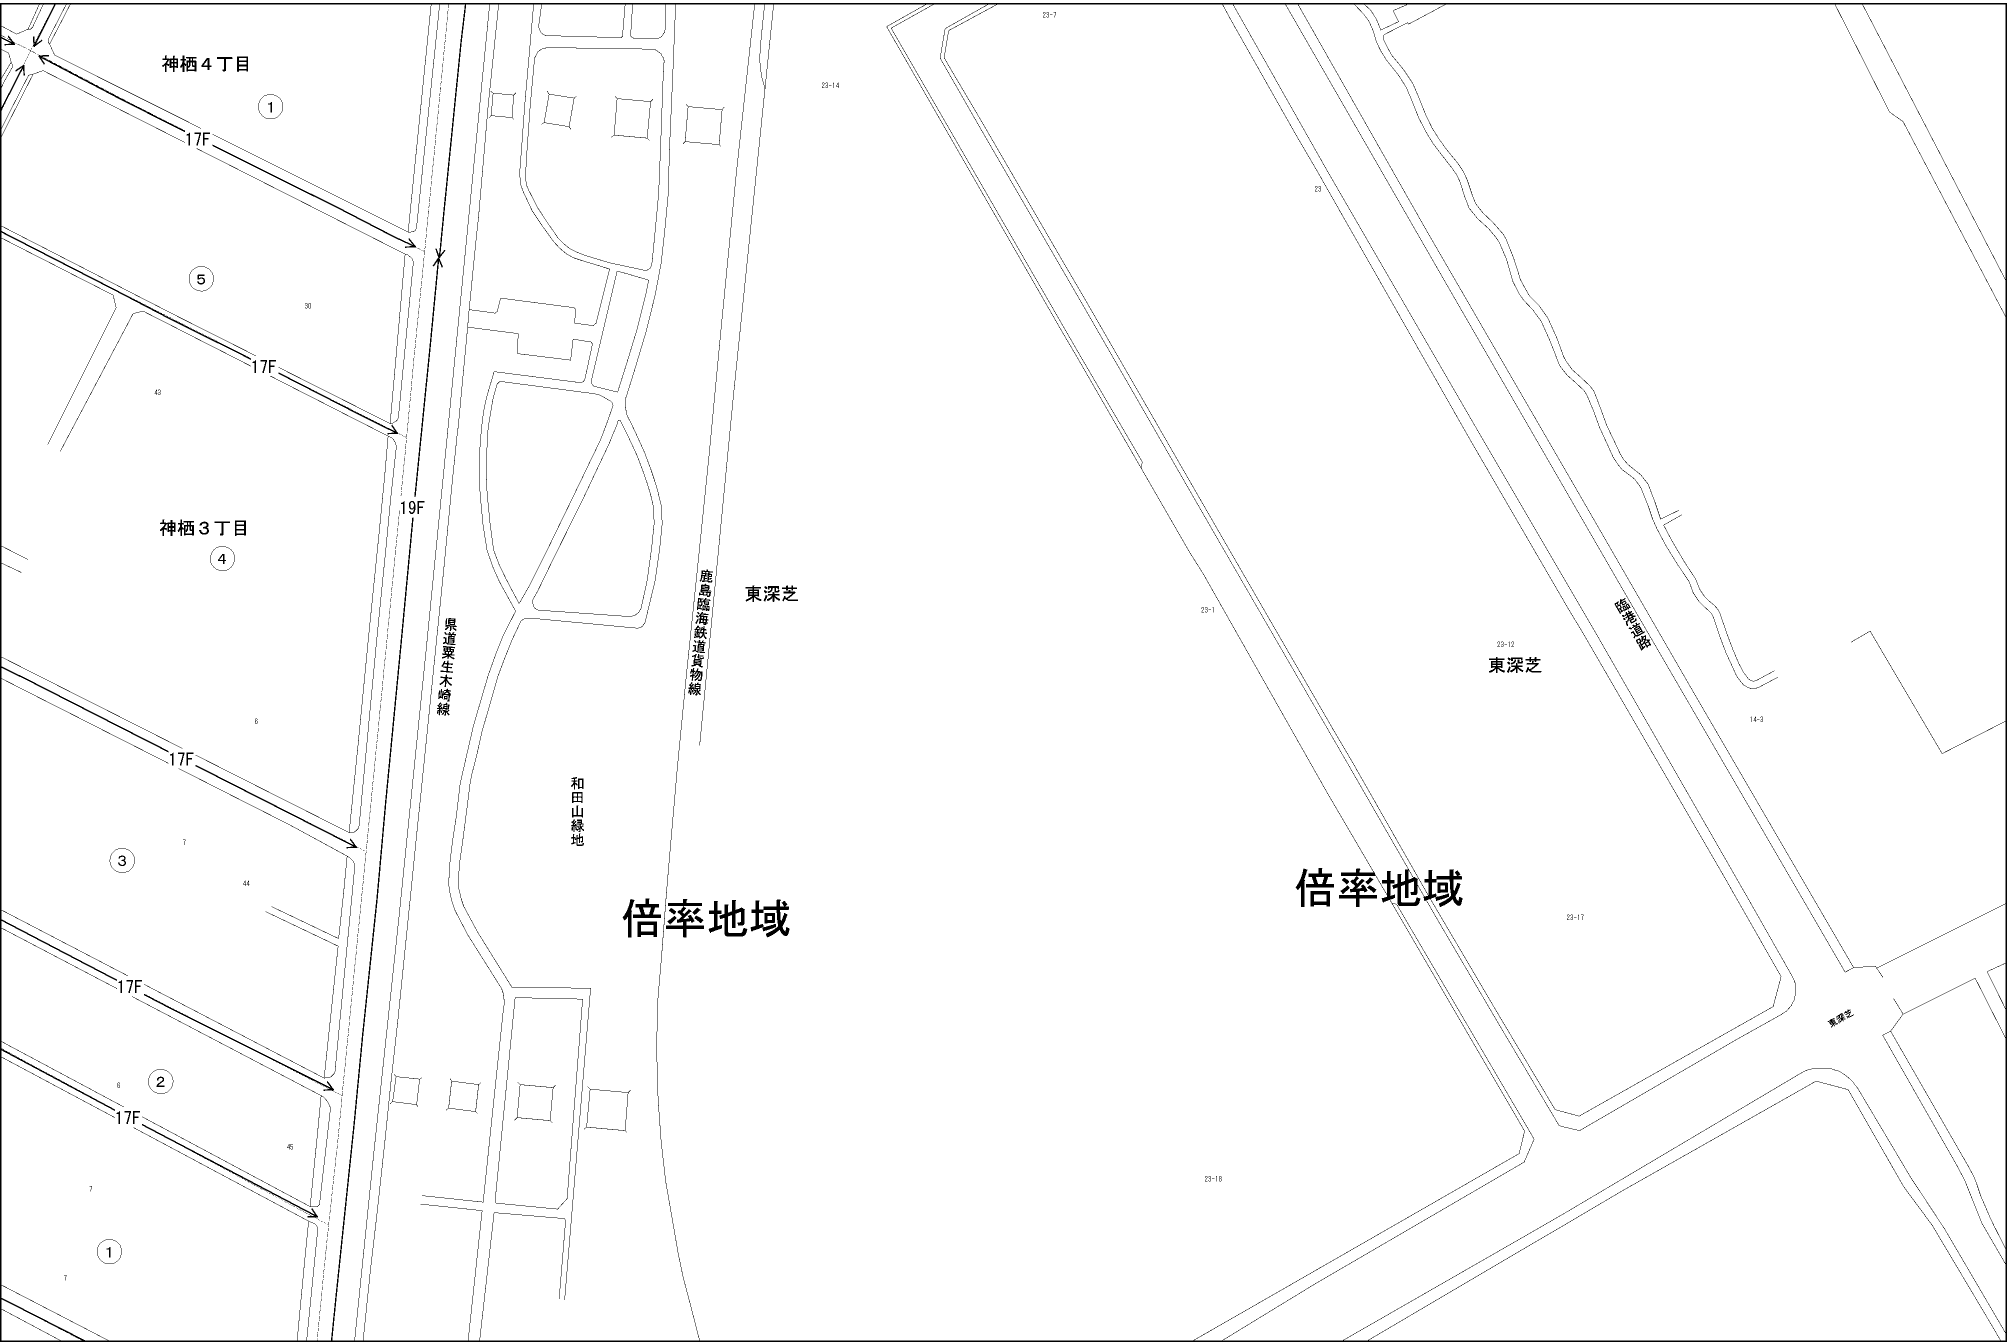 23-7
神栖４丁目
23-14
①
17F
23
⑤
30
17F
43
19F
神栖３丁目
④
鹿島臨海鉄道貨物線
東深芝
23-1
臨港道路
県道粟生木崎線
23-12
東深芝
6
14-3
17F
和田山緑地
7
③
44
倍率地域
倍率地域
23-17
17F
東深芝
②
6
17F
45
23-18
7
①
7